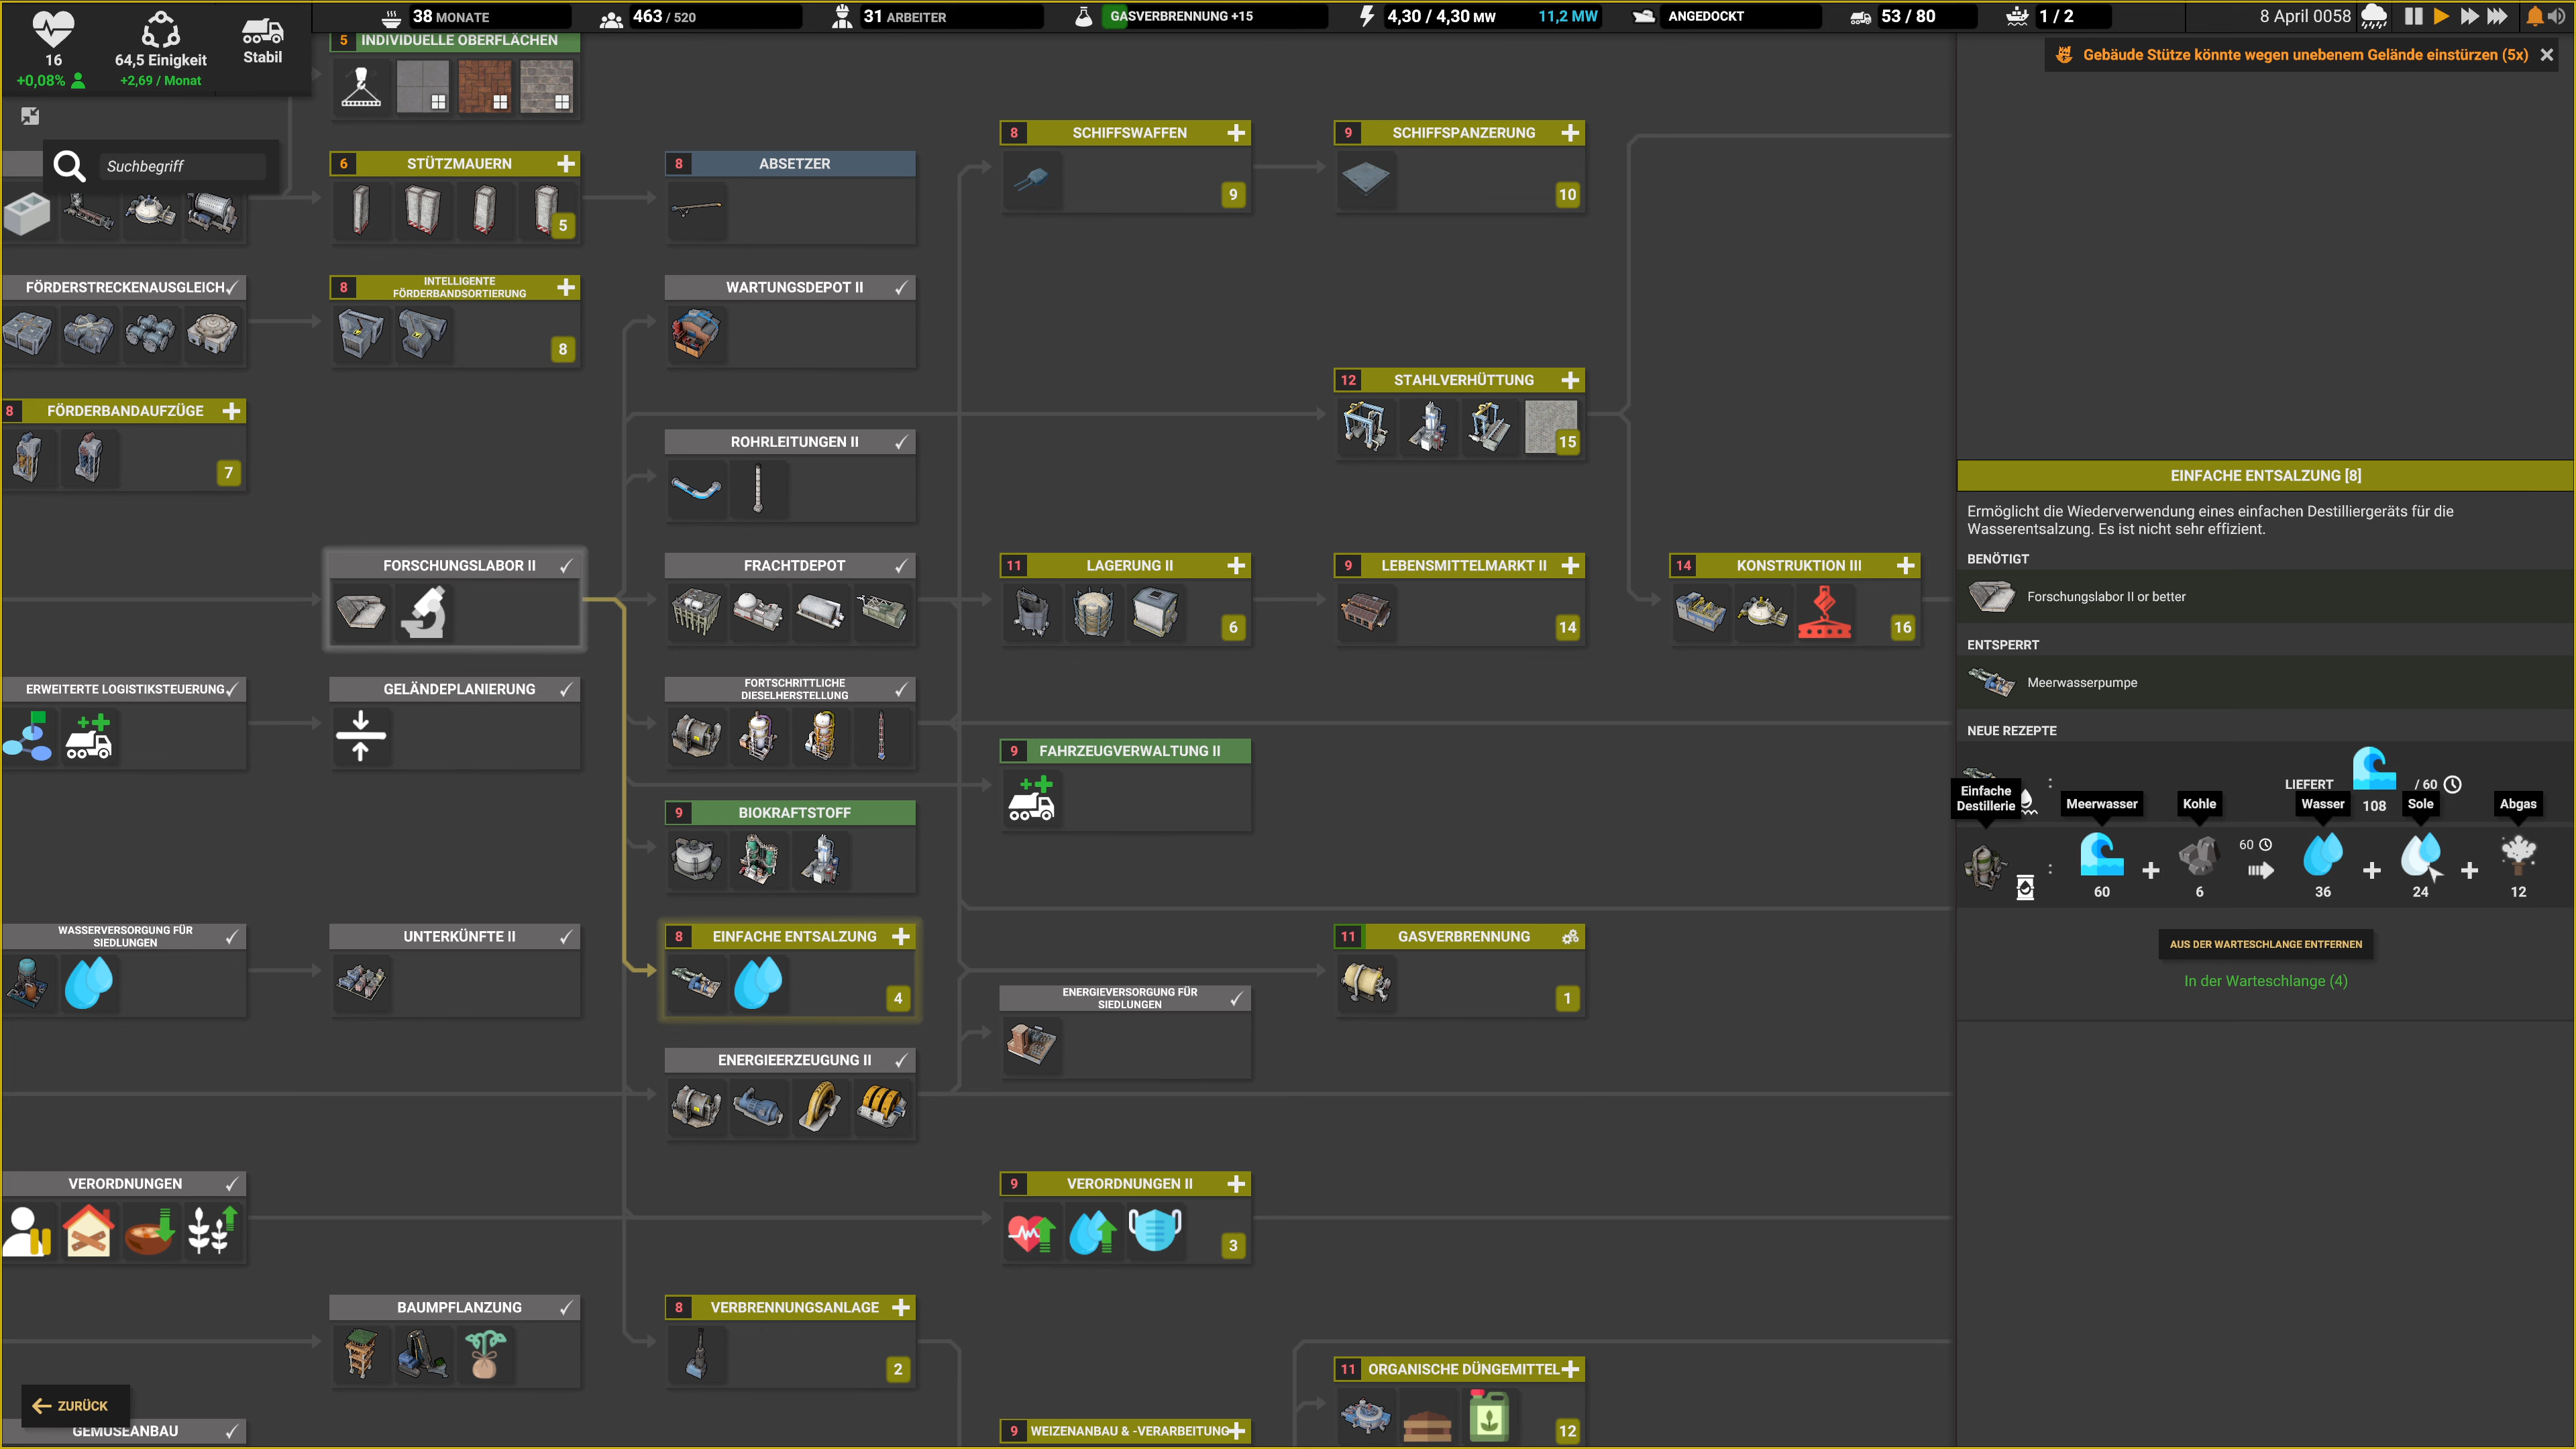 38 MONATE
463 / 520
31 ARBEITER
GASVERBRENNUNG +15
4,30 / 4,30 MW
11,2 MW
ANGEDOCKT
53 / 80
1 / 2
8 April 0058
16
+0,08%
64,5 Einigkeit
+2,69 / Monat
Stabil
Gebäude Stütze könnte wegen unebenem Gelände einstürzen (5x)
Suchbegriff
5 INDIVIDUELLE OBERFLÄCHEN
8 SCHIFFSWAFFEN
9
9 SCHIFFSPANZERUNG
10
6 STÜTZMAUERN
5
8 ABSETZER
FÖRDERSTRECKENAUSGLEICH
8 INTELLIGENTE
FÖRDERBANDSORTIERUNG
8
WARTUNGSDEPOT II
12 STAHLVERHÜTTUNG
15
8 FÖRDERBANDAUFZÜGE
7
ROHRLEITUNGEN II
FORSCHUNGSLABOR II
FRACHTDEPOT
11 LAGERUNG II
6
9 LEBENSMITTELMARKT II
14
14 KONSTRUKTION III
16
ERWEITERTE LOGISTIKSTEUERUNG
GELÄNDEPLANIERUNG
FORTSCHRITTLICHE
DIESELHERSTELLUNG
9 FAHRZEUGVERWALTUNG II
9 BIOKRAFTSTOFF
WASSERVERSORGUNG FÜR
SIEDLUNGEN
UNTERKÜNFTE II
8 EINFACHE ENTSALZUNG
4
11 GASVERBRENNUNG
1
ENERGIEVERSORGUNG FÜR
SIEDLUNGEN
ENERGIEERZEUGUNG II
VERORDNUNGEN
9 VERORDNUNGEN II
3
BAUMPFLANZUNG
8 VERBRENNUNGSANLAGE
2
11 ORGANISCHE DÜNGEMITTEL
12
ZURÜCK
GEMÜSEANBAU
9 WEIZENANBAU & -VERARBEITUNG
EINFACHE ENTSALZUNG [8]
Ermöglicht die Wiederverwendung eines einfachen Destilliergeräts für die
Wasserentsalzung. Es ist nicht sehr effizient.
BENÖTIGT
Forschungslabor II or better
ENTSPERRT
Meerwasserpumpe
NEUE REZEPTE
: LIEFERT 108 / 60
Einfache
Destillerie
Meerwasser
Kohle
Wasser
Sole
Abgas
: 60 + 6 60 36 + 24 + 12
AUS DER WARTESCHLANGE ENTFERNEN
In der Warteschlange (4)